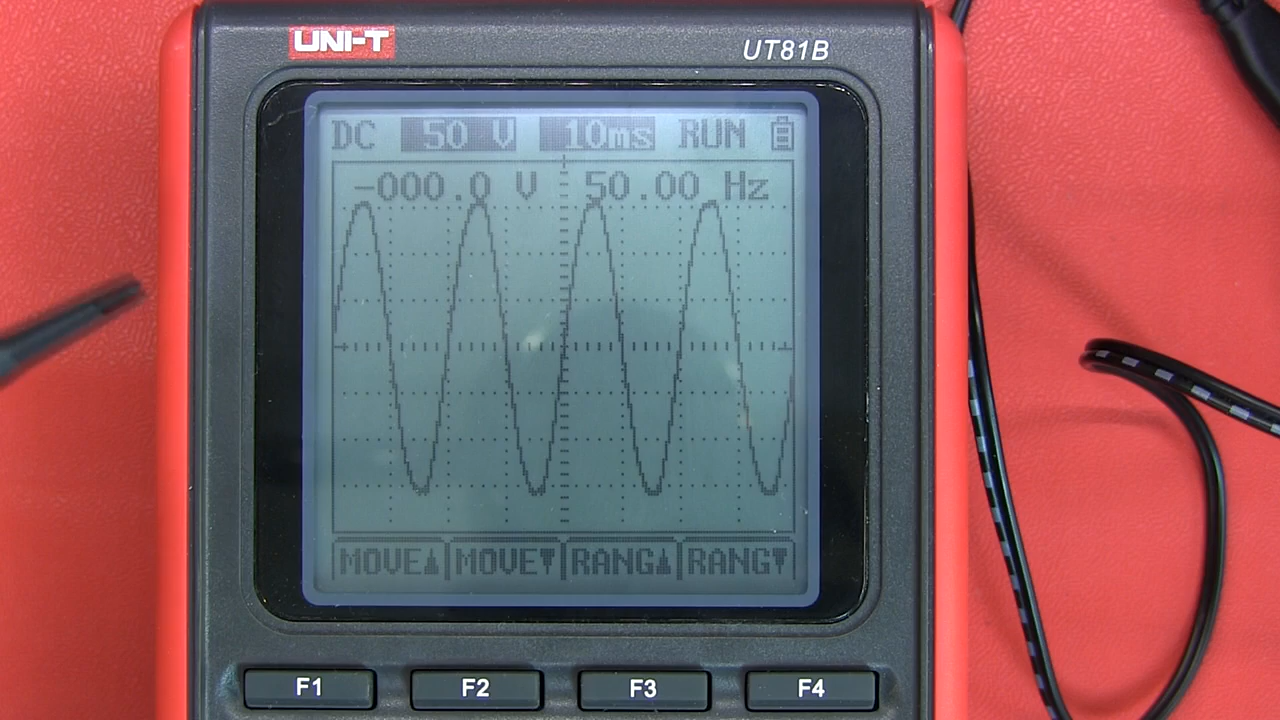 UNI-T
UT81B
DC 50 V 10ms RUN
-000.0 V 50.00 Hz
MOVE▲ MOVE▼ RANG▲ RANG▼
F1 F2 F3 F4